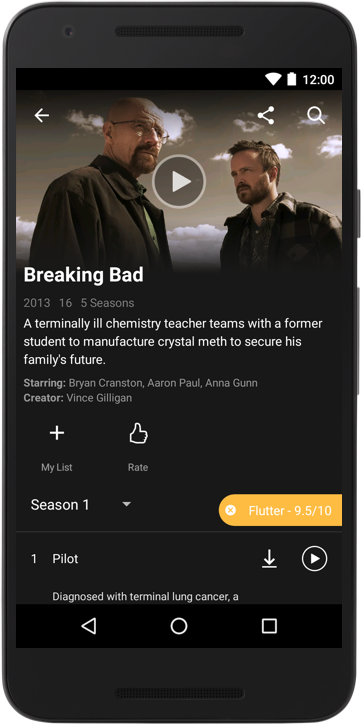 12:00
Breaking Bad
2013 16 5 Seasons
A terminally ill chemistry teacher teams with a former
student to manufacture crystal meth to secure his
family's future.
Starring: Bryan Cranston, Aaron Paul, Anna Gunn
Creator: Vince Gilligan
My List Rate
Season 1
Flutter - 9.5/10
1 Pilot
Diagnosed with terminal lung cancer, a